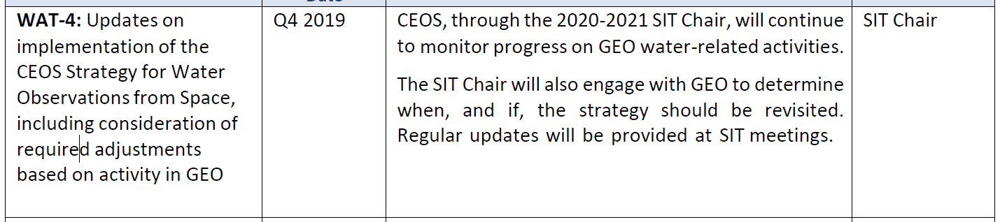 Date
WAT-4: Updates on
implementation of the
CEOS Strategy for Water
Observations from Space,
including consideration of
required adjustments
based on activity in GEO
Q4 2019
CEOS, through the 2020-2021 SIT Chair, will continue
to monitor progress on GEO water-related activities.
The SIT Chair will also engage with GEO to determine
when, and if, the strategy should be revisited.
Regular updates will be provided at SIT meetings.
SIT Chair